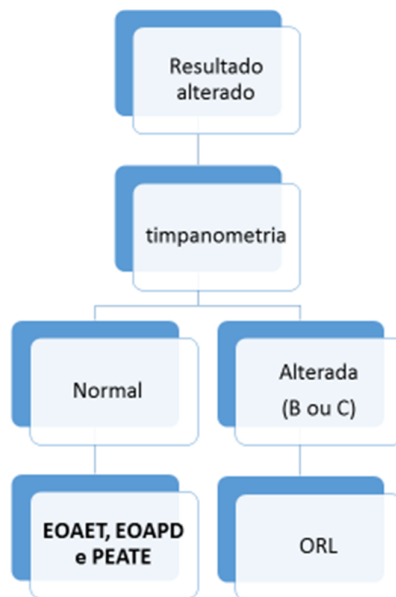 Resultado
alterado
timpanometria
Normal
Alterada
(B ou C)
EOAET, EOAPD
e PEATE
ORL